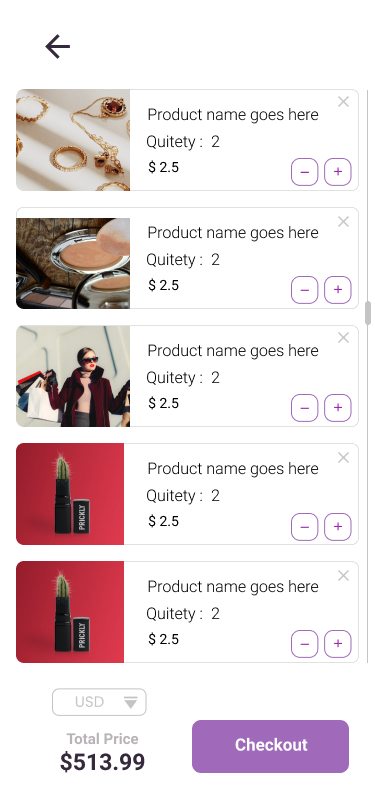 Product name goes here
Quitety : 2
$ 2.5
Product name goes here
Quitety : 2
$ 2.5
Product name goes here
Quitety : 2
$ 2.5
Product name goes here
Quitety : 2
$ 2.5
PRICKLY
Product name goes here
Quitety : 2
$ 2.5
PRICKLY
USD
Total Price
$513.99
Checkout